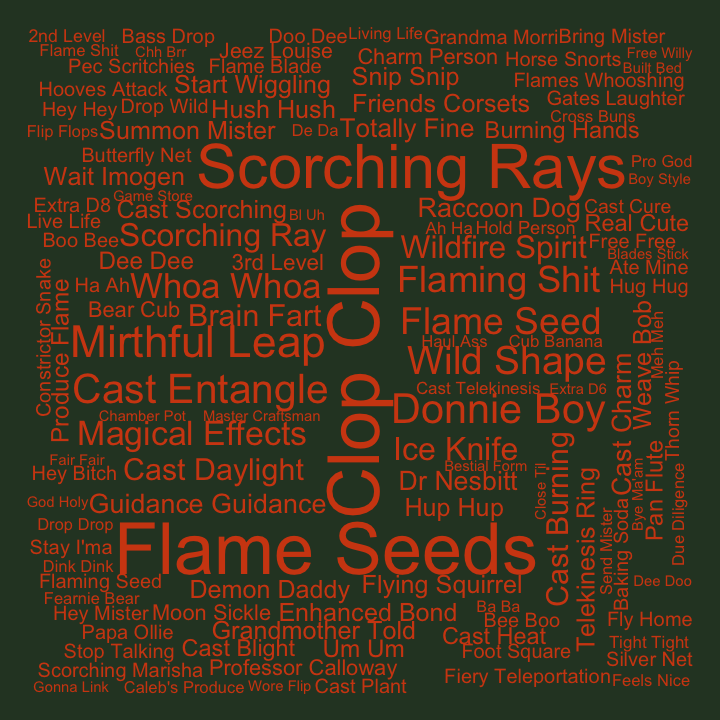 2nd Level
Bass Drop
Doo Dee
Living Life
Grandma Morri
Bring Mister
Flame Shit
Chh Brr
Jeez Louise
Charm Person
Horse Snorts
Free Willy
Pec Scritchies
Flame Blade
Snip Snip
Built Bed
Hooves Attack
Start Wiggling
Flames Whooshing
Hey Hey
Drop Wild
Hush Hush
Friends Corsets
Gates Laughter
Cross Buns
Flip Flops
Summon Mister
De Da
Totally Fine
Burning Hands
Butterfly Net
Scorching Rays
Pro God
Wait Imogen
Boy Style
Game Store
Extra D8
Cast Scorching
Bl Uh
Raccoon Dog
Cast Cure
Live Life
Ah Ha
Hold Person
Real Cute
Boo Bee
Scorching Ray
Clop Clop
Wildfire Spirit
Free Free
Blades Stick
Dee Dee
3rd Level
Ate Mine
Constrictor Snake
Produce Flame
Ha Ah
Whoa Whoa
Flaming Shit
Hug Hug
Bear Cub
Brain Fart
Flame Seed
Weave Bob
Meh Meh
Mirthful Leap
Haul Ass
Cub Banana
Wild Shape
Cast Charm
Thorn Whip
Cast Entangle
Cast Telekinesis
Extra D6
Chamber Pot
Master Craftsman
Donnie Boy
Magical Effects
Ice Knife
Cast Burning
Pan Flute
Fair Fair
Bestial Form
Close Til
Bye Ma'am
Due Diligence
Hey Bitch
Cast Daylight
Dr Nesbitt
Telekinesis Ring
Baking Soda
God Holy
Guidance Guidance
Hup Hup
Send Mister
Drop Drop
Flame Seeds
Stay I'ma
Dink Dink
Flaming Seed
Demon Daddy
Flying Squirrel
Dee Doo
Fearnie Bear
Hey Mister
Moon Sickle
Enhanced Bond
Ba Ba
Bee Boo
Fly Home
Papa Ollie
Grandmother Told
Cast Heat
Tight Tight
Stop Talking
Cast Blight
Um Um
Foot Square
Silver Net
Scorching Marisha
Professor Calloway
Fiery Teleportation
Feels Nice
Gonna Link
Caleb's Produce
Wore Flip
Cast Plant